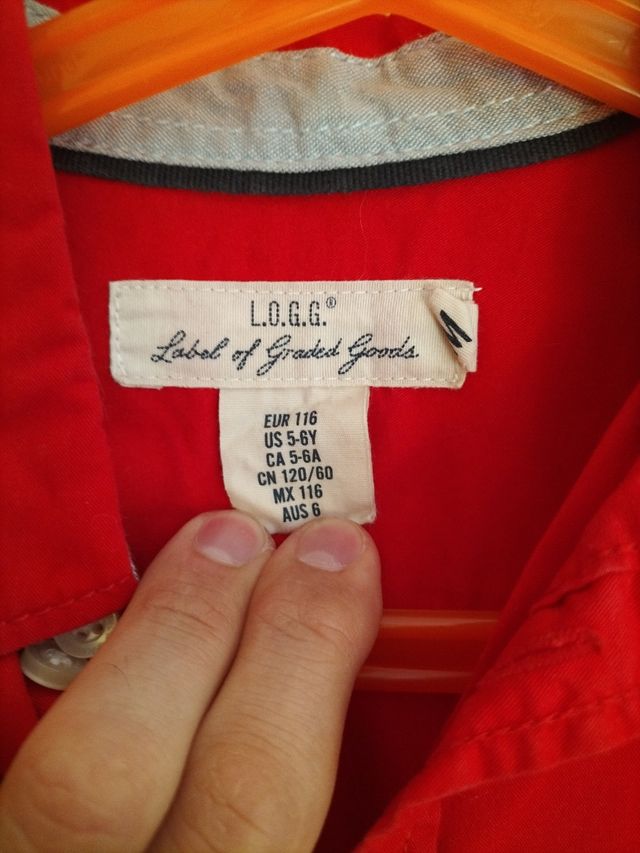 L.O.G.G.®
Label of Graded Goods
EUR 116
US 5-6Y
CA 5-6A
CN 120/60
MX 116
AUS 6